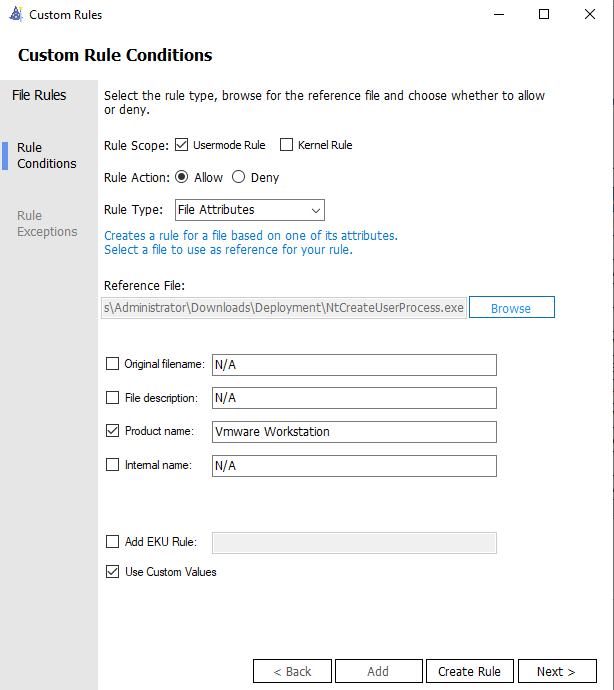 Custom Rules
Custom Rule Conditions
File Rules
Rule
Conditions
Rule
Exceptions
Select the rule type, browse for the reference file and choose whether to allow
or deny.
Rule Scope: Usermode Rule Kernel Rule
Rule Action: Allow Deny
Rule Type: File Attributes
Creates a rule for a file based on one of its attributes.
Select a file to use as reference for your rule.
Reference File:
s\Administrator\Downloads\Deployment\NtCreateUserProcess.exe Browse
Original filename: N/A
File description: N/A
Product name: Vmware Workstation
Internal name: N/A
Add EKU Rule:
Use Custom Values
< Back Add Create Rule Next >